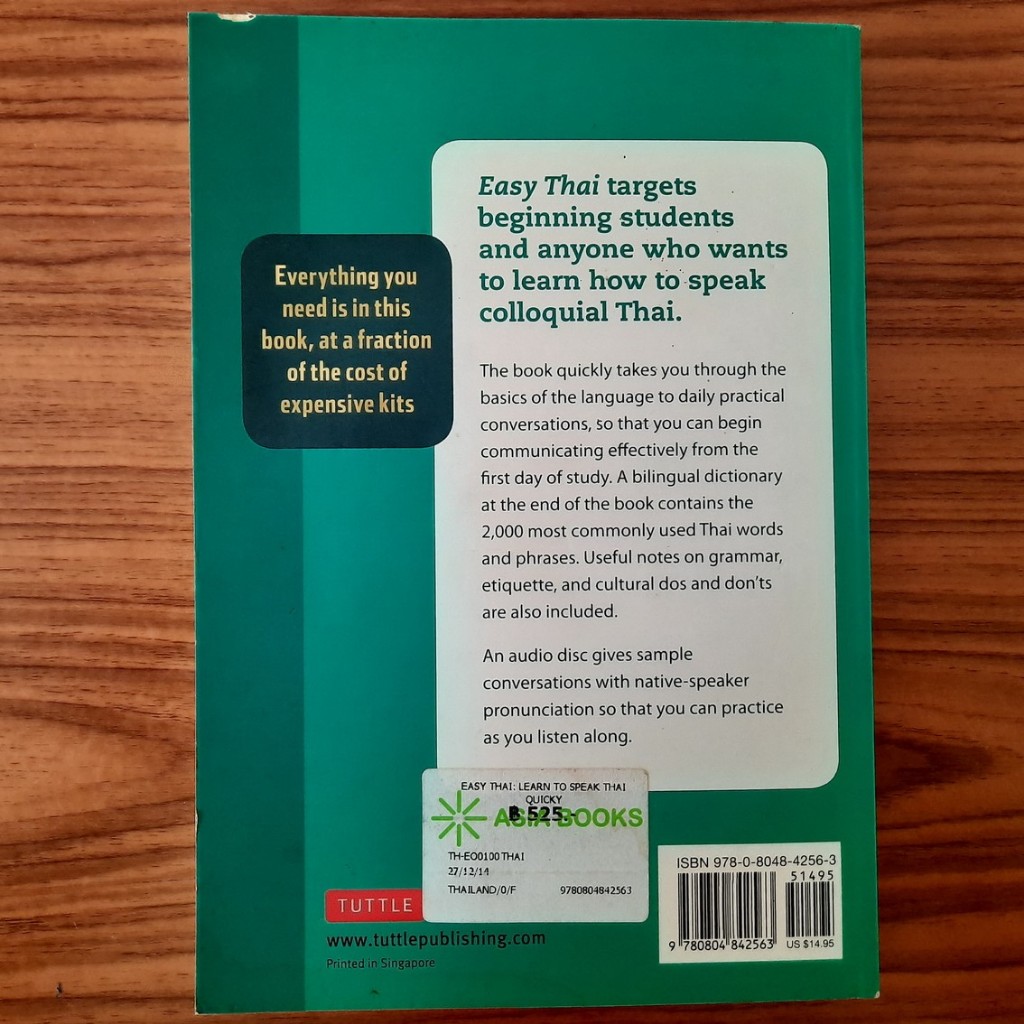 Easy Thai targets
beginning students
and anyone who wants
to learn how to speak
colloquial Thai.
Everything you
need is in this
book, at a fraction
of the cost of
expensive kits
The book quickly takes you through the
basics of the language to daily practical
conversations, so that you can begin
communicating effectively from the
first day of study. A bilingual dictionary
at the end of the book contains the
2,000 most commonly used Thai words
and phrases. Useful notes on grammar,
etiquette, and cultural dos and don'ts
are also included.
An audio disc gives sample
conversations with native-speaker
pronunciation so that you can practice
as you listen along.
EASY THAI: LEARN TO SPEAK THAI
QUICKY
฿ 525.-
ASIA BOOKS
TH-EO0100 THAI
27/12/14
THAILAND/0/F 9780804842563
TUTTLE
www.tuttlepublishing.com
Printed in Singapore
ISBN 978-0-8048-4256-3
51495
9 780804 842563
US $14.95